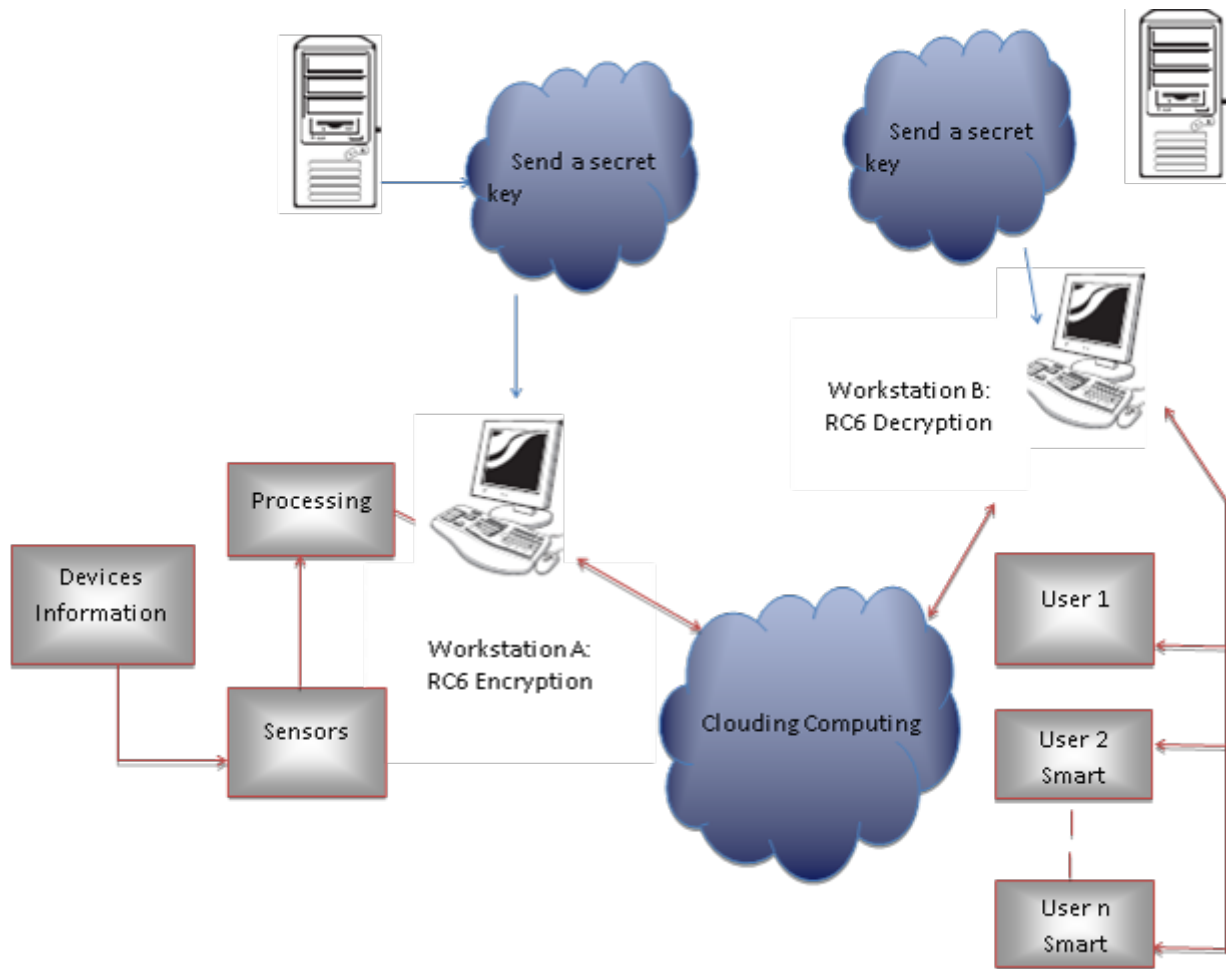 Send a secret
key
Send a secret
key
Workstation B:
RC6 Decryption
Processing
Devices
Information
User 1
Workstation A:
RC6 Encryption
Sensors
Clouding Computing
User 2
Smart
User n
Smart